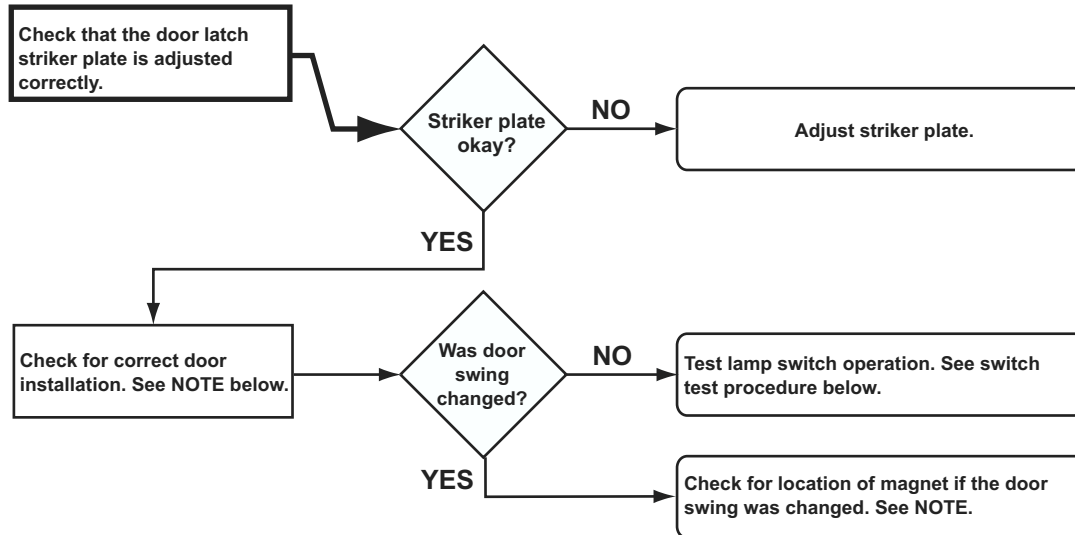 Check that the door latch
striker plate is adjusted
correctly.
Striker plate
okay?
NO
Adjust striker plate.
YES
Check for correct door
installation. See NOTE below.
Was door
swing
changed?
NO
Test lamp switch operation. See switch
test procedure below.
YES
Check for location of magnet if the door
swing was changed. See NOTE.